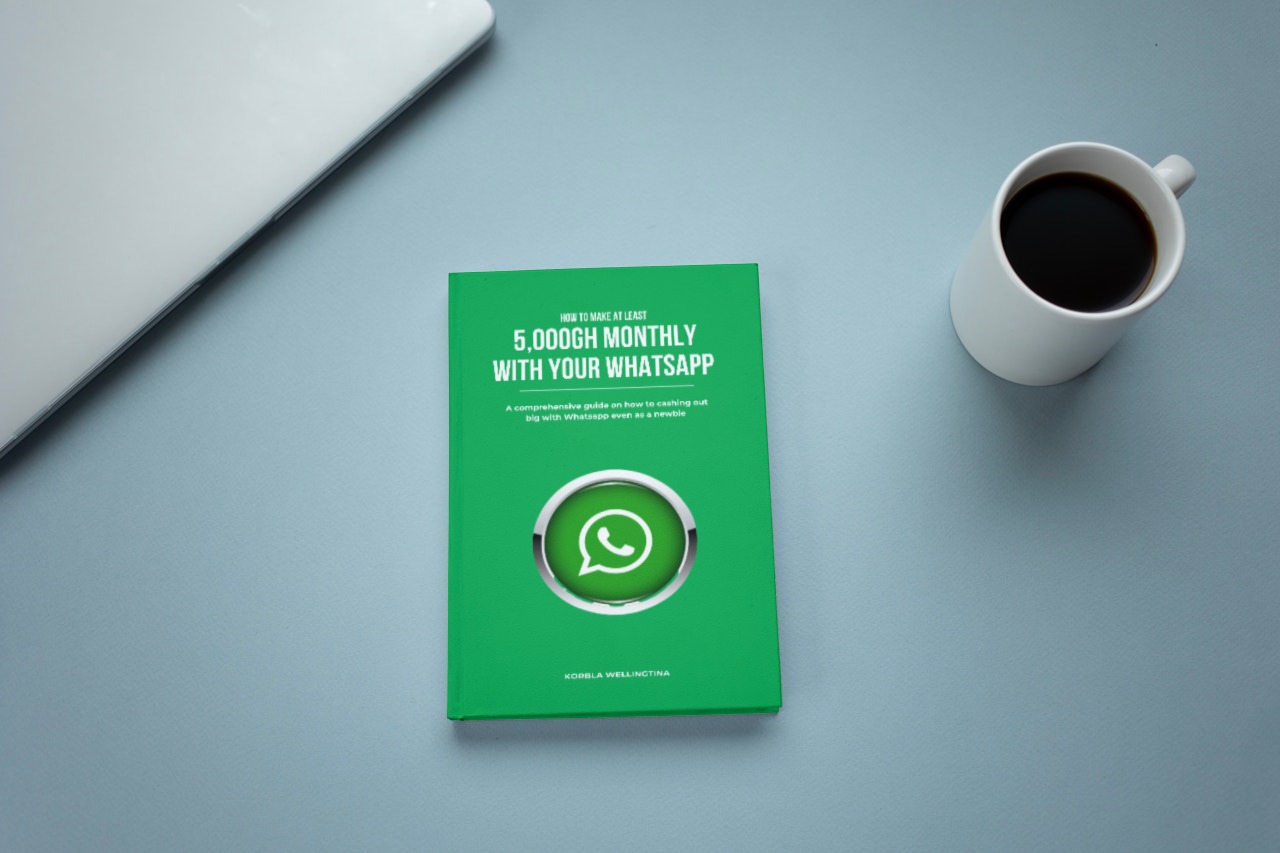 HOW TO MAKE AT LEAST
5,000GH MONTHLY
WITH YOUR WHATSAPP
A comprehensive guide on how to cashing out
big with Whatsapp even as a newbie
KORBLA WELLINGTINA